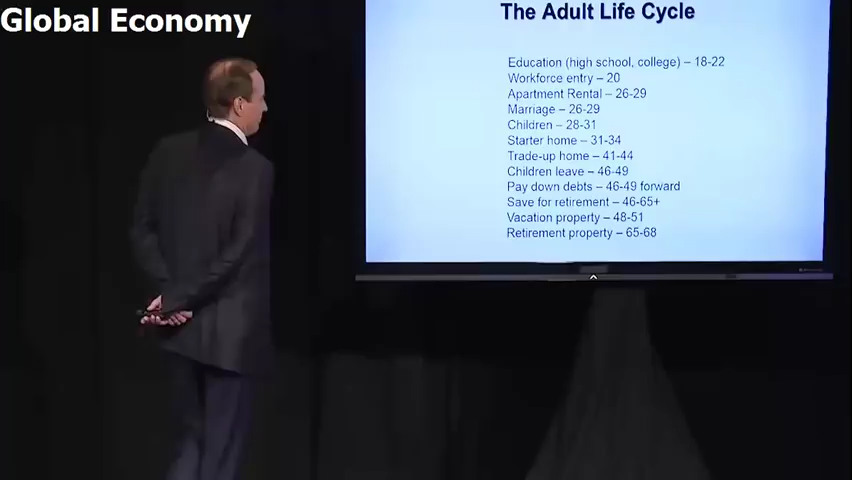 Global Economy
The Adult Life Cycle
Education (high school, college) – 18-22
Workforce entry – 20
Apartment Rental – 26-29
Marriage – 26-29
Children – 28-31
Starter home – 31-34
Trade-up home – 41-44
Children leave – 46-49
Pay down debts – 46-49 forward
Save for retirement – 46-65+
Vacation property – 48-51
Retirement property – 65-68